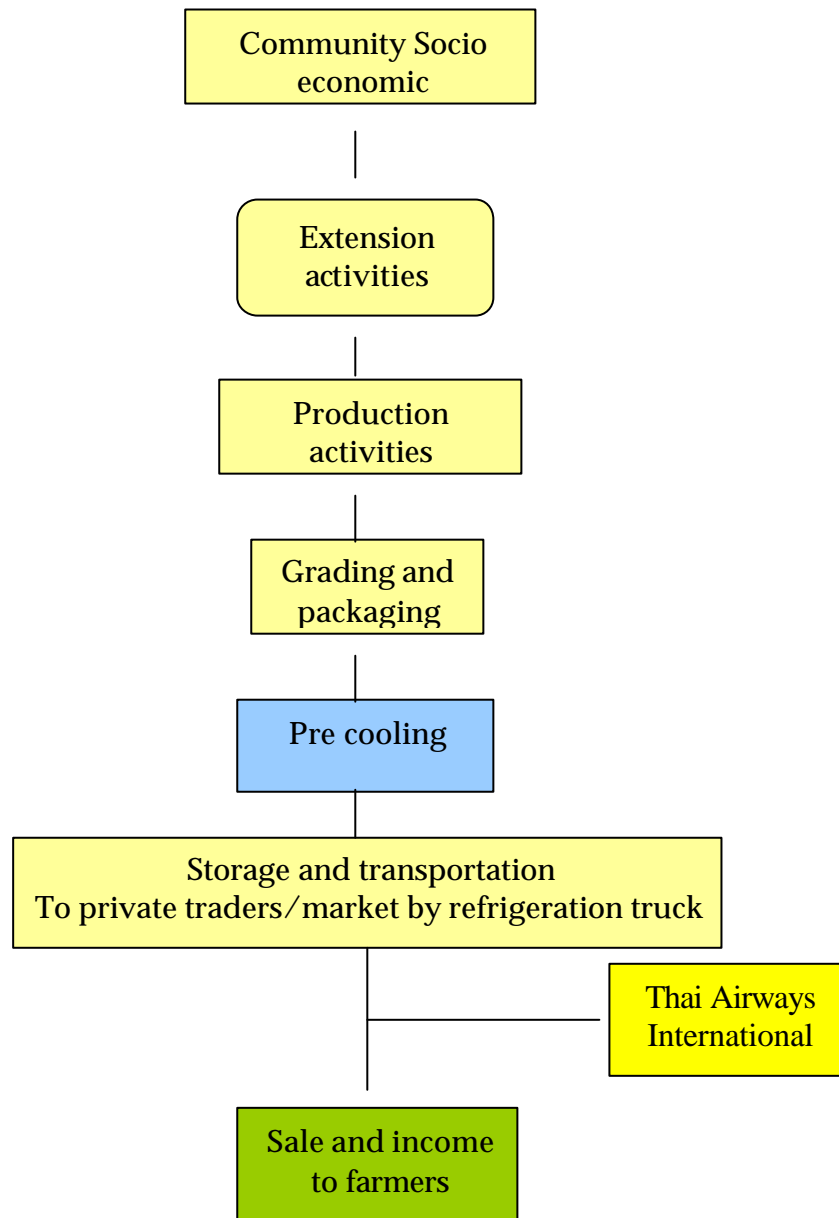 Community Socio
economic
Extension
activities
Production
activities
Grading and
packaging
Pre cooling
Storage and transportation
To private traders/market by refrigeration truck
Thai Airways
International
Sale and income
to farmers